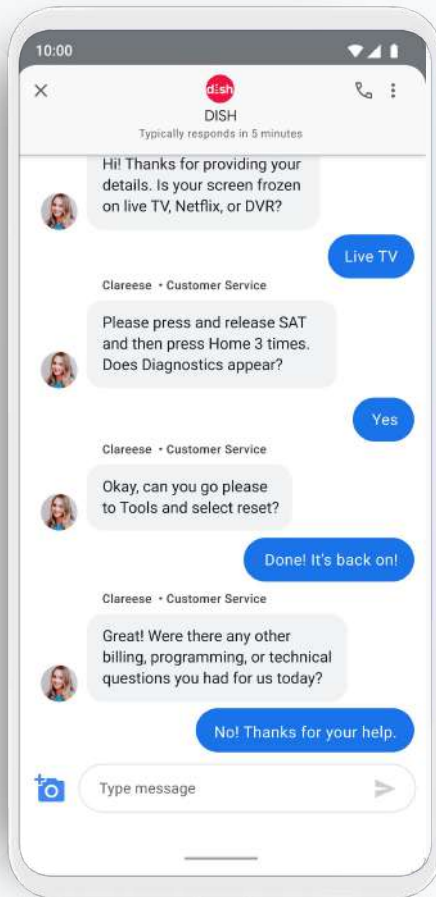 10:00
dish
DISH
Typically responds in 5 minutes
Hi! Thanks for providing your
details. Is your screen frozen
on live TV, Netflix, or DVR?
Live TV
Clareese • Customer Service
Please press and release SAT
and then press Home 3 times.
Does Diagnostics appear?
Yes
Clareese • Customer Service
Okay, can you go please
to Tools and select reset?
Done! It's back on!
Clareese • Customer Service
Great! Were there any other
billing, programming, or technical
questions you had for us today?
No! Thanks for your help.
Type message